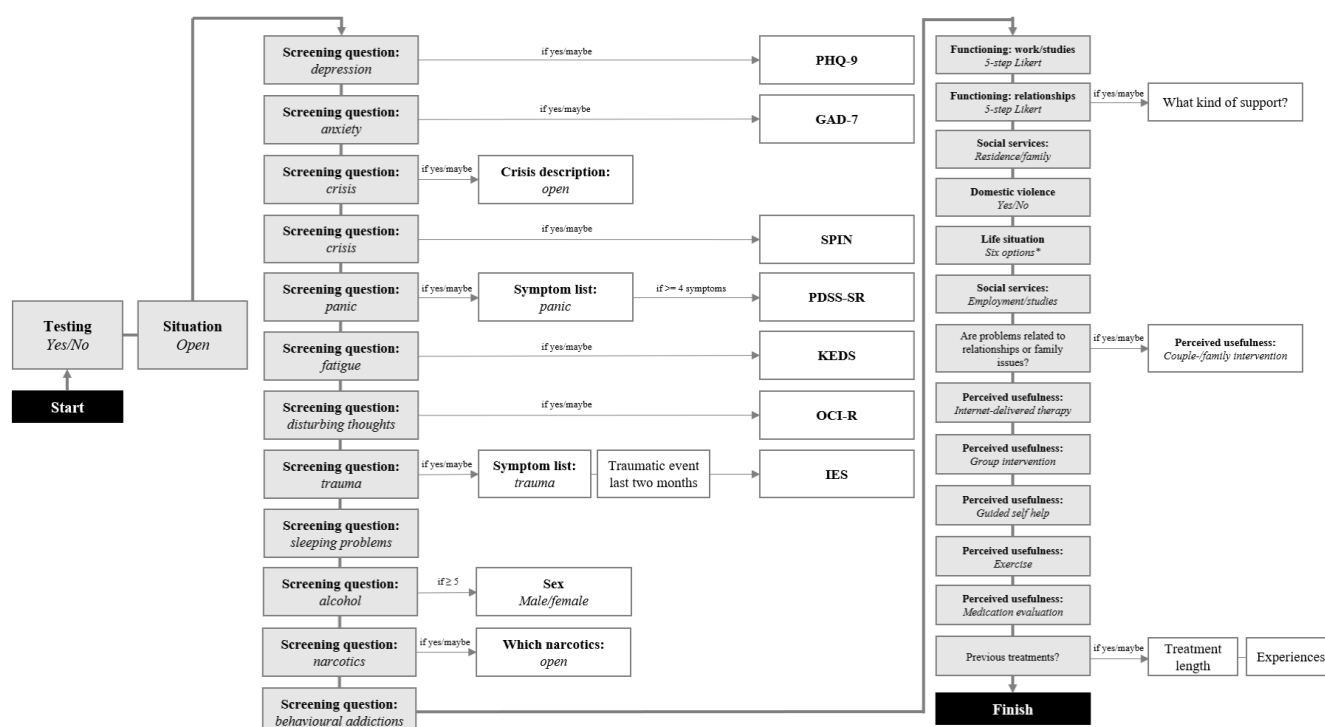 Start
Testing
Yes/No
Situation
Open
Screening question:
depression
if yes/maybe
PHQ-9
Screening question:
anxiety
if yes/maybe
GAD-7
Screening question:
crisis
if yes/maybe
Crisis description:
open
Screening question:
crisis
if yes/maybe
SPIN
Screening question:
panic
if yes/maybe
Symptom list:
panic
if >= 4 symptoms
PDSS-SR
Screening question:
fatigue
if yes/maybe
KEDS
Screening question:
disturbing thoughts
if yes/maybe
OCI-R
Screening question:
trauma
if yes/maybe
Symptom list:
trauma
Traumatic event
last two months
IES
Screening question:
sleeping problems
Screening question:
alcohol
if ≥ 5
Sex
Male/female
Screening question:
narcotics
if yes/maybe
Which narcotics:
open
Screening question:
behavioural addictions
Functioning: work/studies
5-step Likert
Functioning: relationships
5-step Likert
if yes/maybe
What kind of support?
Social services:
Residence/family
Domestic violence
Yes/No
Life situation
Six options*
Social services:
Employment/studies
Are problems related to
relationships or family
issues?
if yes/maybe
Perceived usefulness:
Couple-/family intervention
Perceived usefulness:
Internet-delivered therapy
Perceived usefulness:
Group intervention
Perceived usefulness:
Guided self help
Perceived usefulness:
Exercise
Perceived usefulness:
Medication evaluation
Previous treatments?
if yes/maybe
Treatment
length
Experiences
Finish